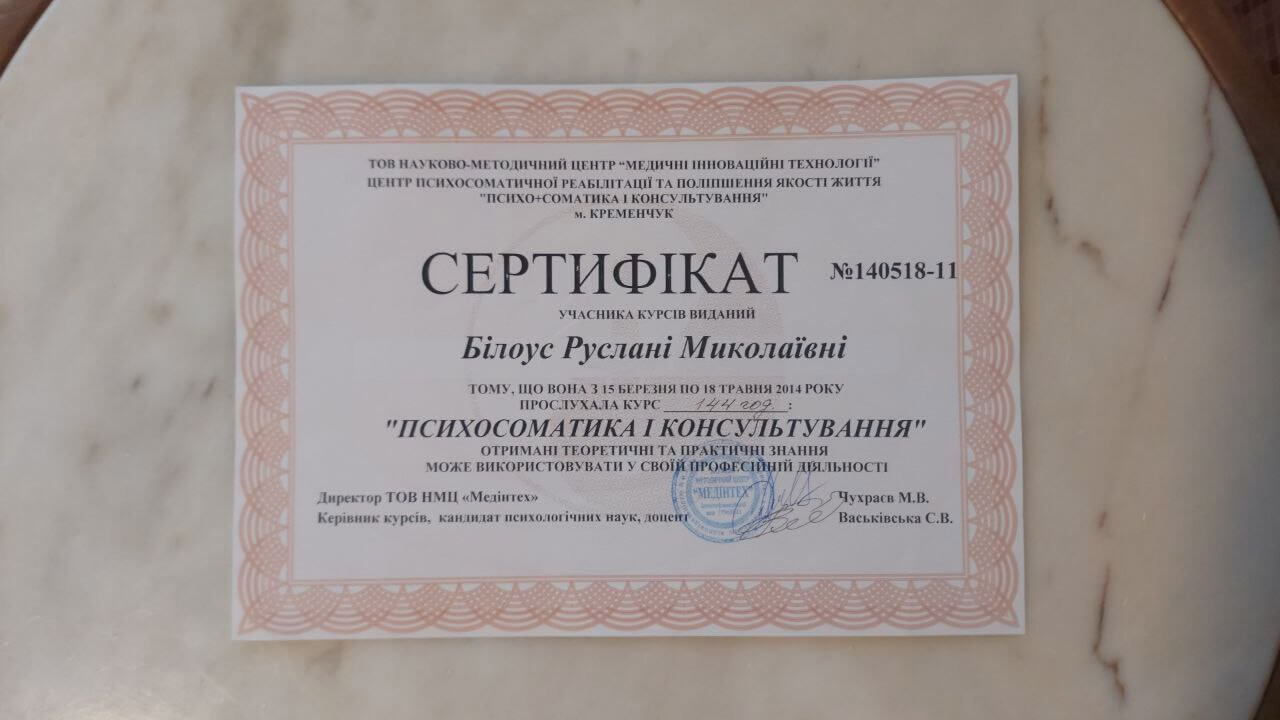 ТОВ НАУКОВО-МЕТОДИЧНИЙ ЦЕНТР “МЕДИЧНІ ІННОВАЦІЙНІ ТЕХНОЛОГІЇ”
ЦЕНТР ПСИХОСОМАТИЧНОЇ РЕАБІЛІТАЦІЇ ТА ПОЛІПШЕННЯ ЯКОСТІ ЖИТТЯ
"ПСИХО+СОМАТИКА І КОНСУЛЬТУВАННЯ"
м. КРЕМЕНЧУК
СЕРТИФІКАТ №140518-11
УЧАСНИКА КУРСІВ ВИДАНИЙ
Білоус Руслані Миколаївні
ТОМУ, ЩО ВОНА З 15 БЕРЕЗНЯ ПО 18 ТРАВНЯ 2014 РОКУ
ПРОСЛУХАЛА КУРС 144 год. :
"ПСИХОСОМАТИКА І КОНСУЛЬТУВАННЯ"
ОТРИМАНІ ТЕОРЕТИЧНІ ТА ПРАКТИЧНІ ЗНАННЯ
МОЖЕ ВИКОРИСТОВУВАТИ У СВОЇЙ ПРОФЕСІЙНІЙ ДІЯЛЬНОСТІ
"МЕДІНТЕХ"
Директор ТОВ НМЦ «Медінтех» Чухраєв М.В.
Керівник курсів, кандидат психологічних наук, доцент Васьківська С.В.